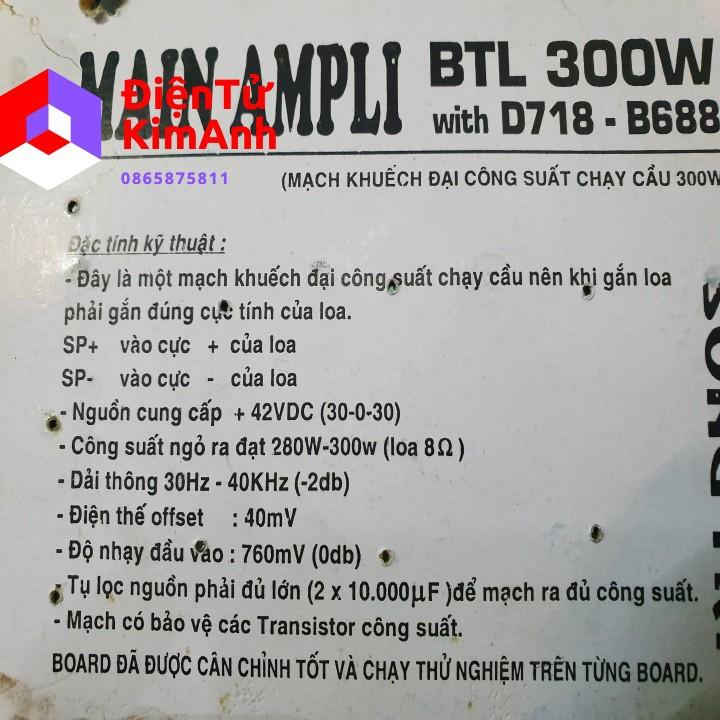 MAIN AMPLI BTL 300W
with D718 - B688
ĐiệnTử
KimAnh
0865875811
(MẠCH KHUẾCH ĐẠI CÔNG SUẤT CHẠY CẦU 300W
Đặc tính kỹ thuật :
- Đây là một mạch khuếch đại công suất chạy cầu nên khi gắn loa
phải gắn đúng cực tính của loa.
SP+ vào cực + của loa
SP- vào cực - của loa
- Nguồn cung cấp + 42VDC (30-0-30)
- Công suất ngỏ ra đạt 280W-300w (loa 8Ω )
- Dải thông 30Hz - 40KHz (-2db)
- Điện thế offset : 40mV
- Độ nhạy đầu vào : 760mV (0db)
- Tụ lọc nguồn phải đủ lớn (2 x 10.000µF )để mạch ra đủ công suất.
- Mạch có bảo vệ các Transistor công suất.
BOARD ĐÃ ĐƯỢC CÂN CHỈNH TỐT VÀ CHẠY THỬ NGHIỆM TRÊN TỪNG BOARD.